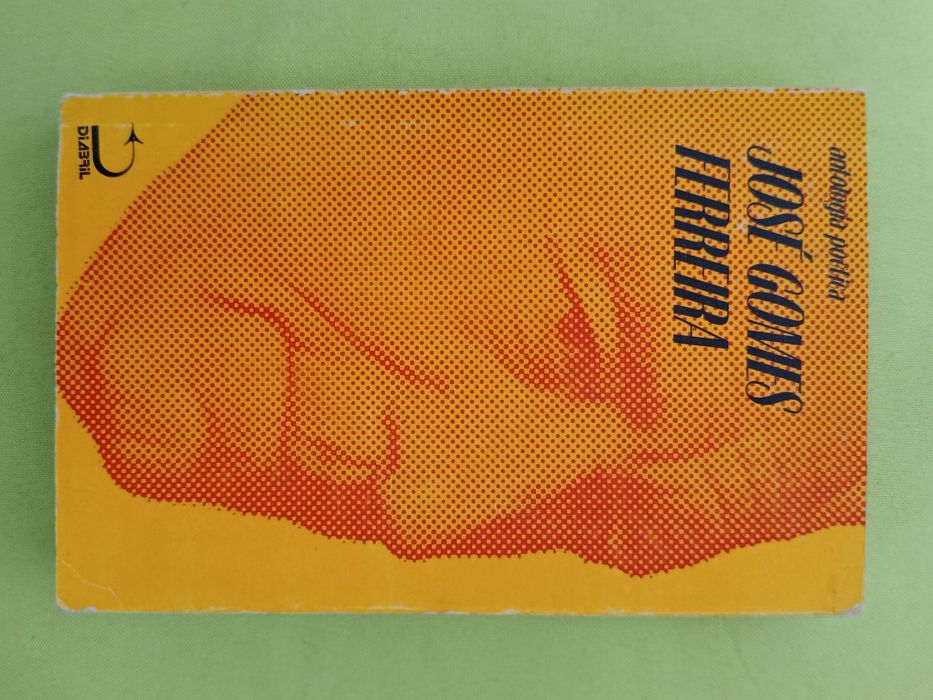 antologia poética
JOSÉ GOMES
FERREIRA
DiABRiL